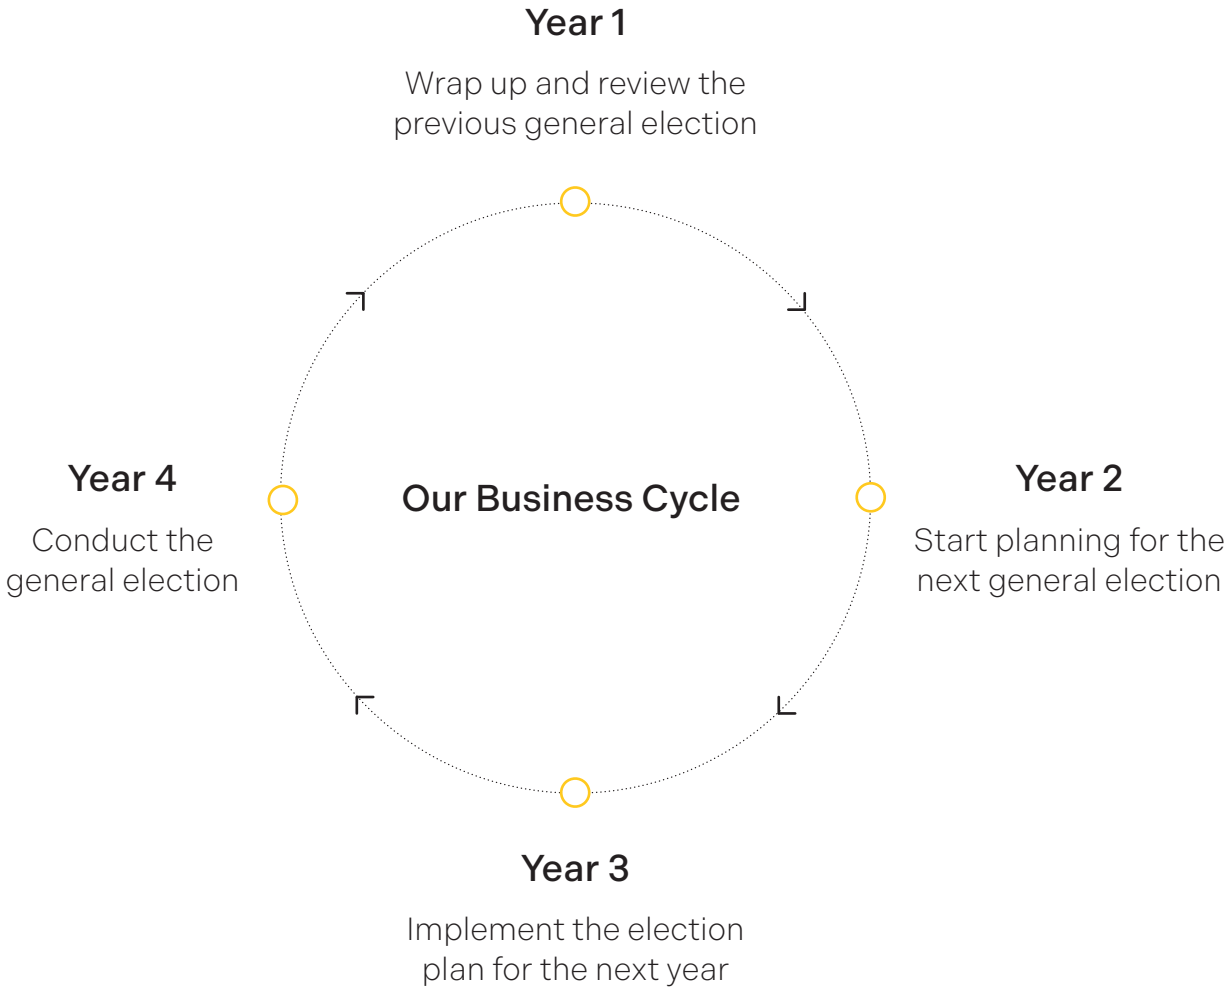 Year 1
Wrap up and review the
previous general election
Our Business Cycle
Year 2
Start planning for the
next general election
Year 3
Implement the election
plan for the next year
Year 4
Conduct the
general election